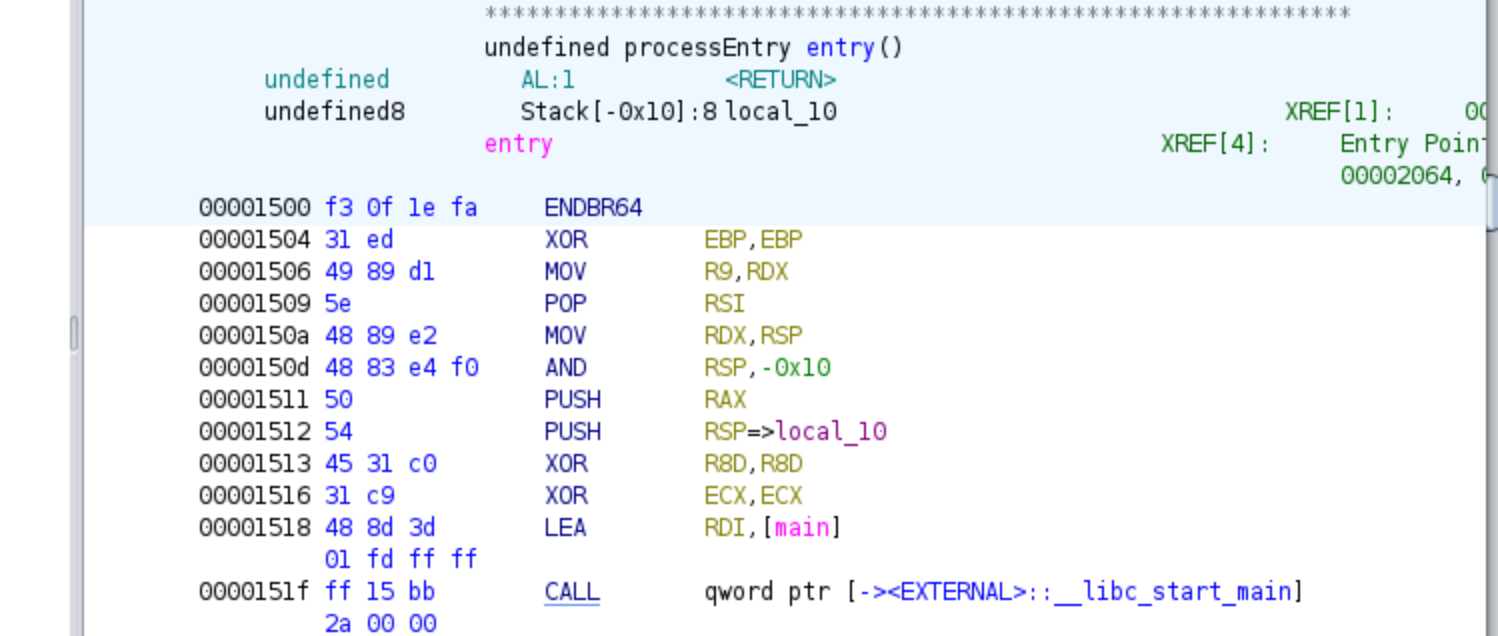 **************************************************************
undefined processEntry entry()
undefined AL:1 <RETURN>
undefined8 Stack[-0x10]:8 local_10 XREF[1]:
entry XREF[4]: Entry Poin
00002064,
00001500 f3 0f 1e fa ENDBR64
00001504 31 ed XOR EBP,EBP
00001506 49 89 d1 MOV R9,RDX
00001509 5e POP RSI
0000150a 48 89 e2 MOV RDX,RSP
0000150d 48 83 e4 f0 AND RSP,-0x10
00001511 50 PUSH RAX
00001512 54 PUSH RSP=>local_10
00001513 45 31 c0 XOR R8D,R8D
00001516 31 c9 XOR ECX,ECX
00001518 48 8d 3d LEA RDI,[main]
01 fd ff ff
0000151f ff 15 bb CALL qword ptr [-><EXTERNAL>::__libc_start_main]
2a 00 00